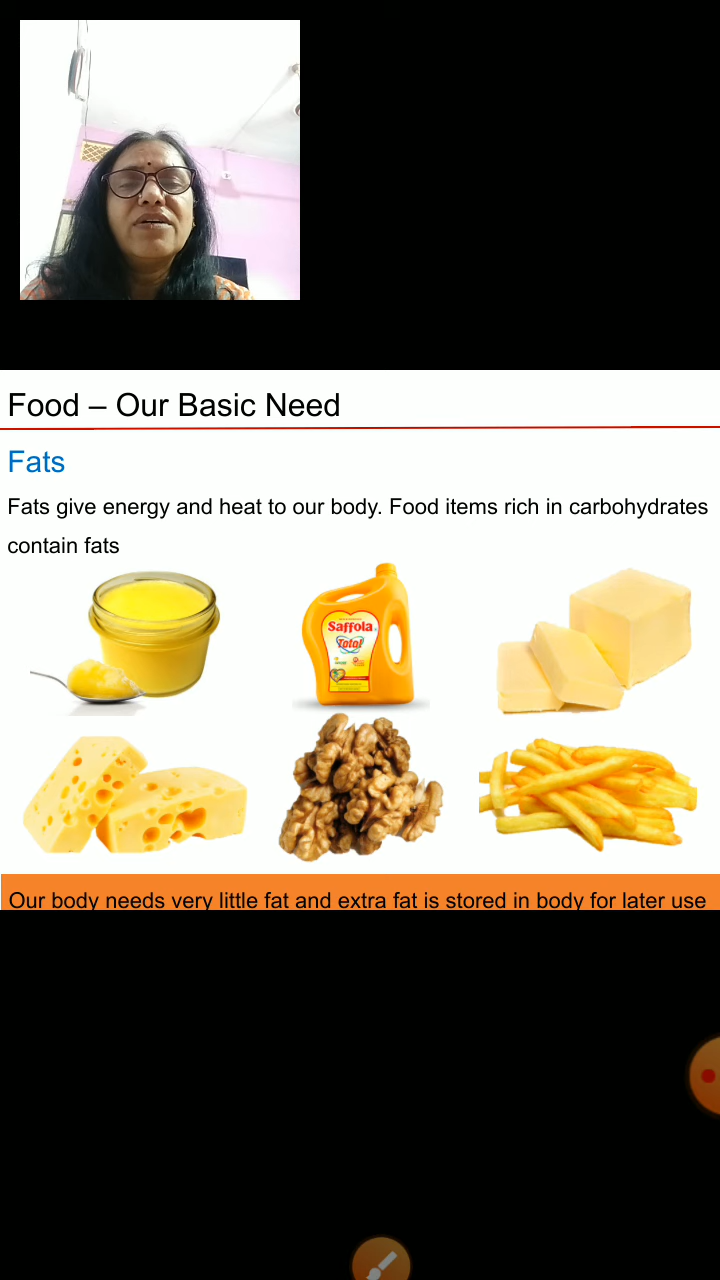 Food – Our Basic Need
Fats
Fats give energy and heat to our body. Food items rich in carbohydrates
contain fats
Saffola
Total
Our body needs very little fat and extra fat is stored in body for later use